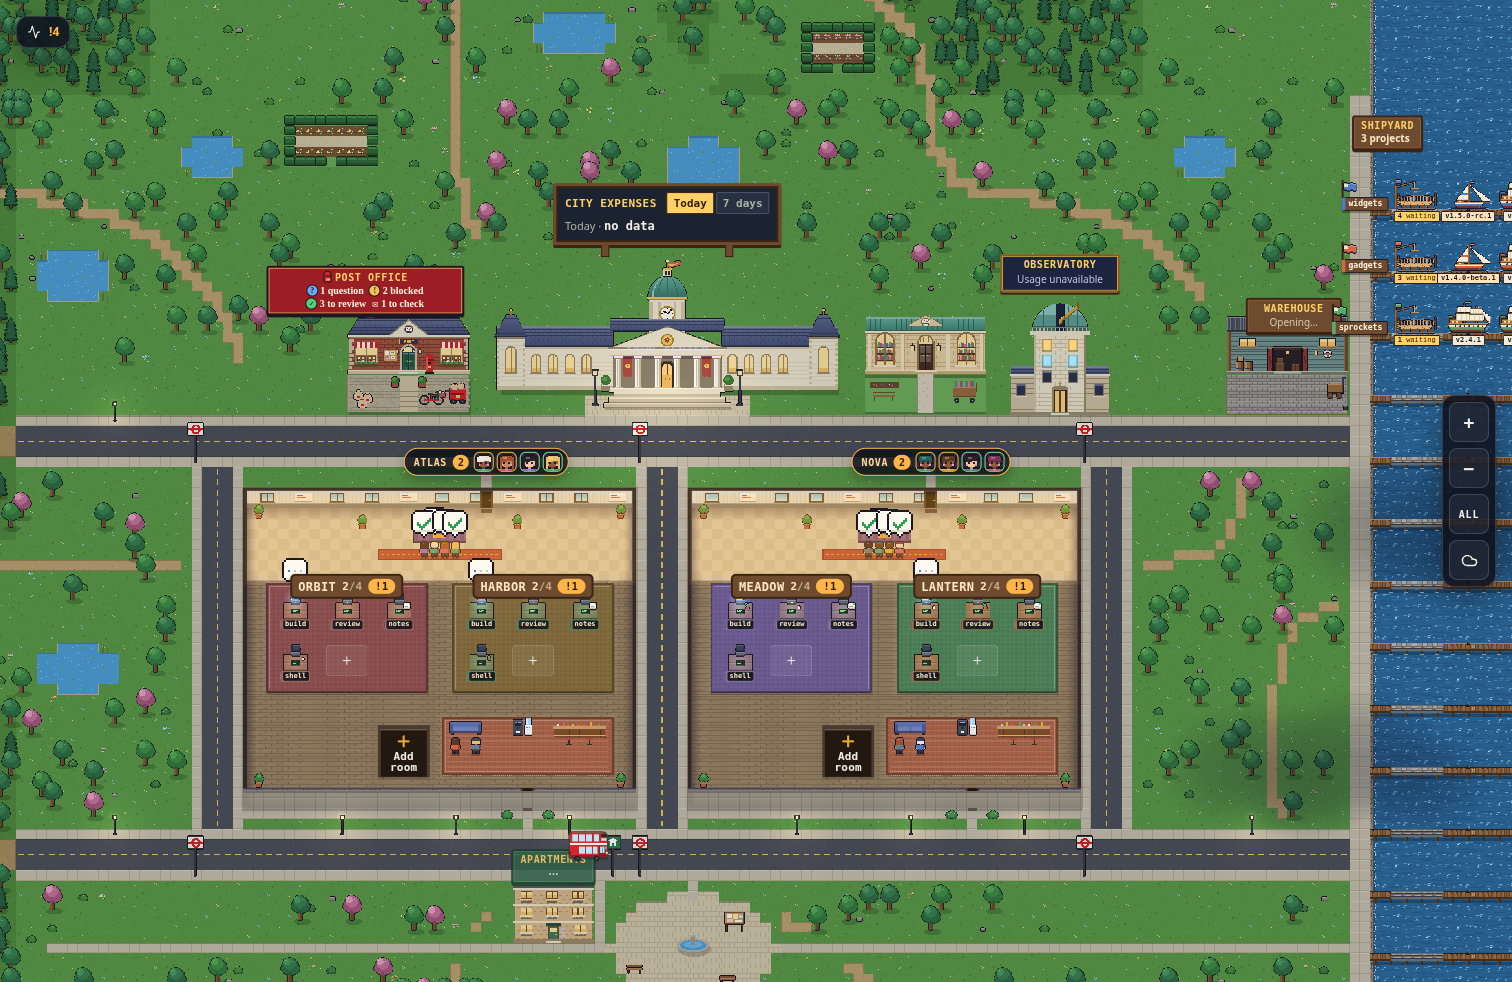 !4
CITY EXPENSES Today 7 days
Today · no data
SHIPYARD
3 projects
widgets
4 waiting v1.5.0-rc.1
gadgets
3 waiting v1.4.0-beta.1
sprockets
1 waiting v2.4.1
POST OFFICE
? 1 question ! 2 blocked
3 to review 1 to check
OBSERVATORY
Usage unavailable
WAREHOUSE
Opening...
+
−
ALL
ATLAS 2
NOVA 2
ORBIT 2/4 !1
build review notes
shell +
HARBOR 2/4 !1
build review notes
shell +
MEADOW 2/4 !1
build review notes
shell +
LANTERN 2/4 !1
build review notes
shell +
+
Add
room
+
Add
room
APARTMENTS
...